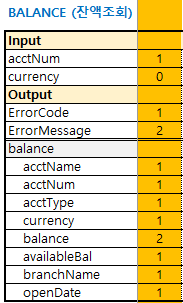 BALANCE (잔액조회)
Input
acctNum 1
currency 0
Output
ErrorCode 1
ErrorMessage 2
balance
acctName 1
acctNum 1
acctType 1
currency 1
balance 2
availableBal 1
branchName 1
openDate 1